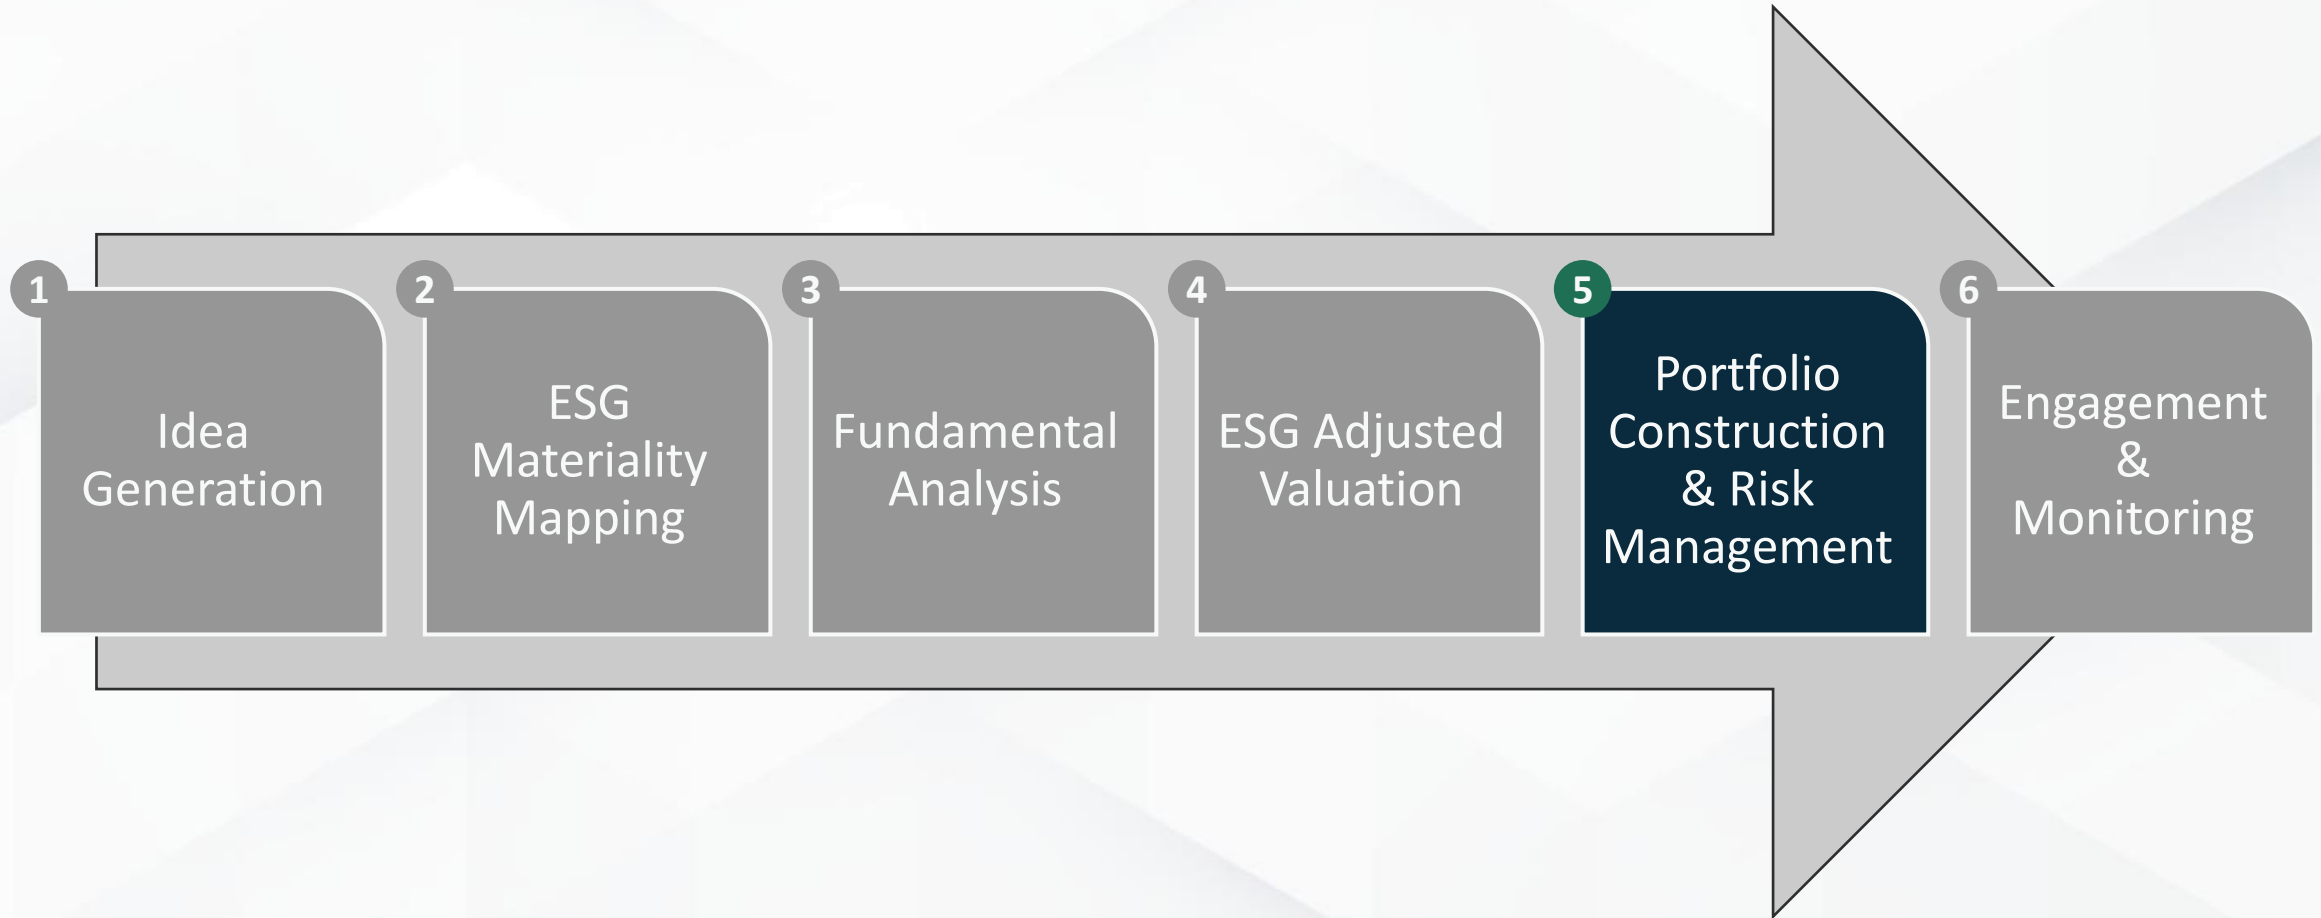 1
Idea
Generation
2
ESG
Materiality
Mapping
3
Fundamental
Analysis
4
ESG Adjusted
Valuation
5
Portfolio
Construction
& Risk
Management
6
Engagement
&
Monitoring